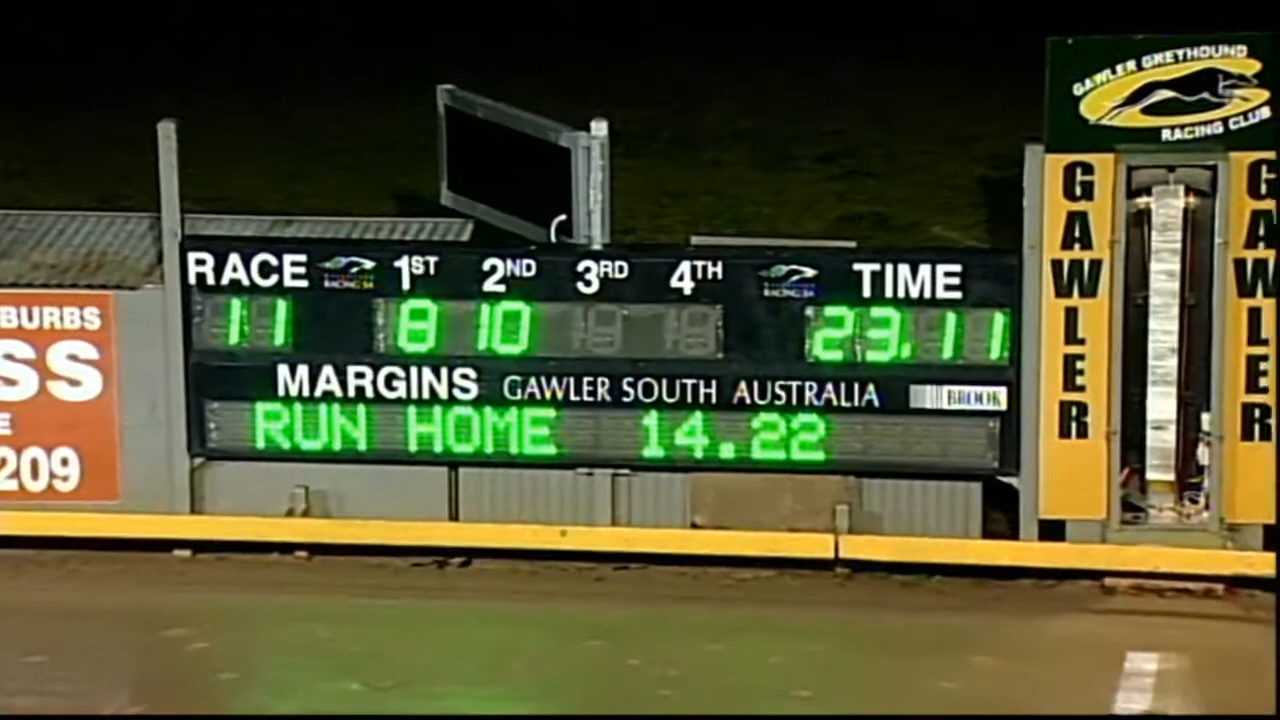 GAWLER GREYHOUND
RACING CLUB
RACE 1ST 2ND 3RD 4TH TIME
11 8 10 23.11
MARGINS GAWLER SOUTH AUSTRALIA BROOK
RUN HOME 14.22
BURBS
SS
E
209
GAWLER
GAWLER